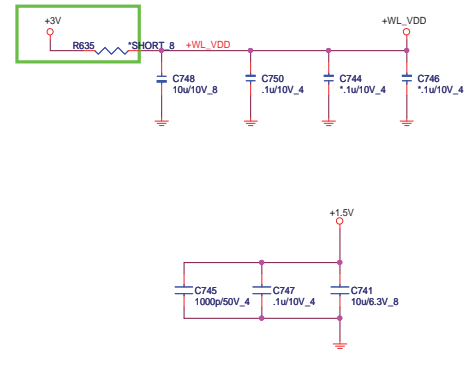 +3V
+WL_VDD
R635
*SHORT_8
+WL_VDD
C748
10u/10V_8
C750
.1u/10V_4
C744
*.1u/10V_4
C746
*.1u/10V_4
+1.5V
C745
1000p/50V_4
C747
.1u/10V_4
C741
10u/6.3V_8